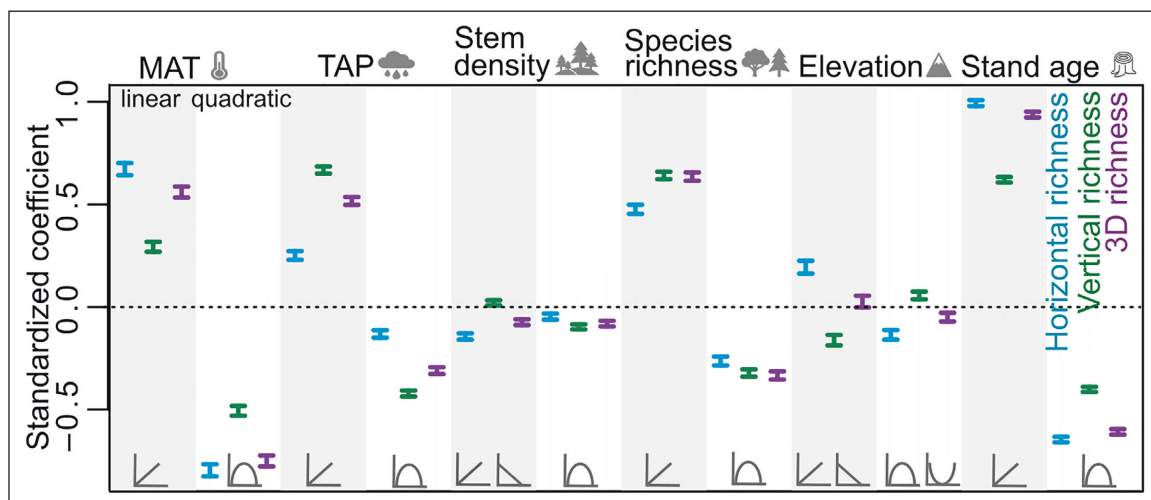 MAT
TAP
Stem
density
Species
richness
Elevation
Stand age
linear quadratic
Standardized coefficient
1.0
0.5
0.0
−0.5
Horizontal richness
Vertical richness
3D richness